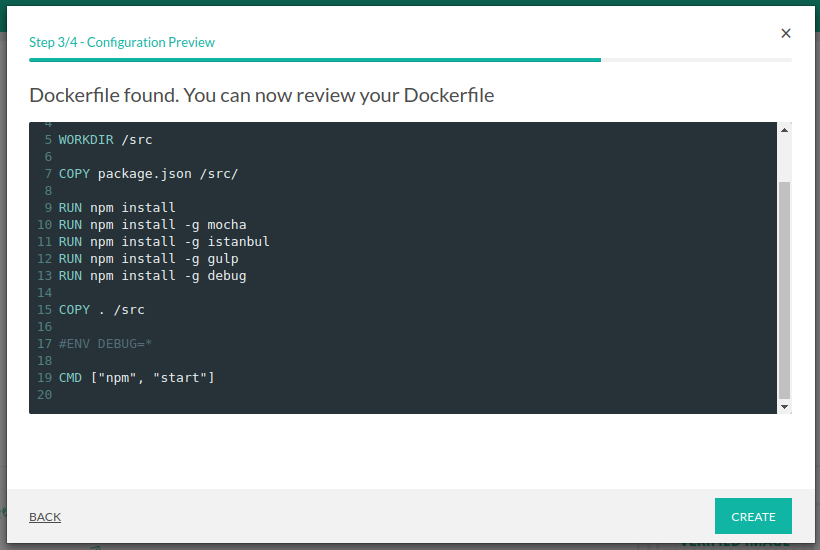 Step 3/4 - Configuration Preview
×
Dockerfile found. You can now review your Dockerfile
4
5 WORKDIR /src
6
7 COPY package.json /src/
8
9 RUN npm install
10 RUN npm install -g mocha
11 RUN npm install -g istanbul
12 RUN npm install -g gulp
13 RUN npm install -g debug
14
15 COPY . /src
16
17 #ENV DEBUG=*
18
19 CMD ["npm", "start"]
20
BACK
CREATE
VERIFIED IMAGE